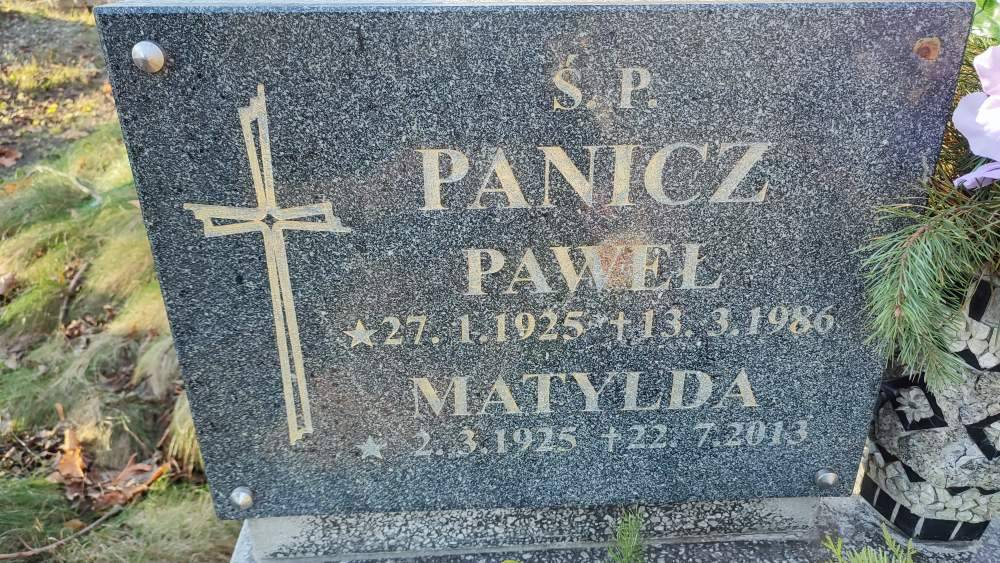 Ś. P.
PANICZ
PAWEŁ
★ 27. 1. 1925 † 13. 3. 1986
MATYLDA
★ 2. 3. 1925 † 22. 7. 2013